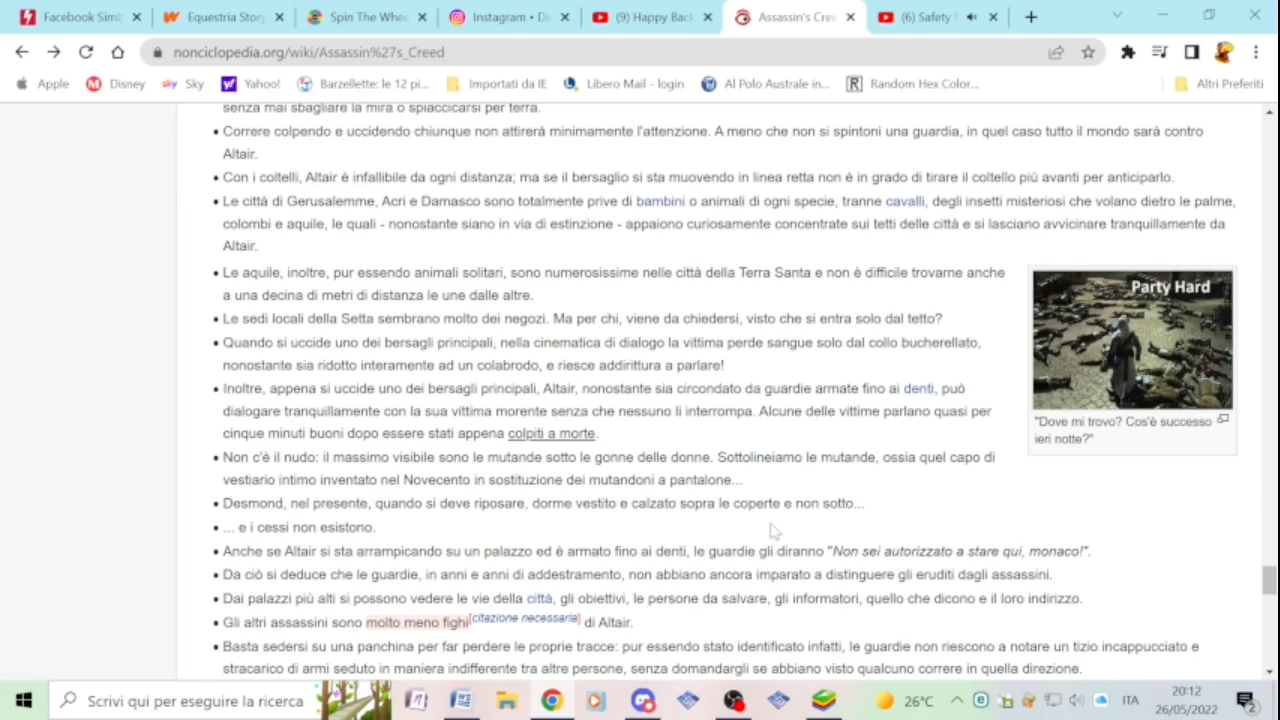 Facebook Simb
Equestria Story
Spin The Whee
Instagram • Di
(9) Happy Back
Assassin's Cree
(6) Safety
nonciclopedia.org/wiki/Assassin%27s_Creed
Apple
Disney
Sky
Yahoo!
Barzellette: le 12 pi...
Importati da IE
Libero Mail - login
Al Polo Australe in...
Random Hex Color...
Altri Preferiti
senza mai sbagliare la mira o spiaccicarsi per terra.
• Correre colpendo e uccidendo chiunque non attirerà minimamente l'attenzione. A meno che non si spintoni una guardia, in quel caso tutto il mondo sarà contro
Altair.
• Con i coltelli, Altair è infallibile da ogni distanza; ma se il bersaglio si sta muovendo in linea retta non è in grado di tirare il coltello più avanti per anticiparlo.
• Le città di Gerusalemme, Acri e Damasco sono totalmente prive di bambini o animali di ogni specie, tranne cavalli, degli insetti misteriosi che volano dietro le palme,
colombi e aquile, le quali - nonostante siano in via di estinzione - appaiono curiosamente concentrate sui tetti delle città e si lasciano avvicinare tranquillamente da
Altair.
• Le aquile, inoltre, pur essendo animali solitari, sono numerosissime nelle città della Terra Santa e non è difficile trovarne anche
a una decina di metri di distanza le une dalle altre.
• Le sedi locali della Setta sembrano molto dei negozi. Ma per chi, viene da chiedersi, visto che si entra solo dal tetto?
• Quando si uccide uno dei bersagli principali, nella cinematica di dialogo la vittima perde sangue solo dal collo bucherellato,
nonostante sia ridotto interamente ad un colabrodo, e riesce addirittura a parlare!
• Inoltre, appena si uccide uno dei bersagli principali, Altair, nonostante sia circondato da guardie armate fino ai denti, può
dialogare tranquillamente con la sua vittima morente senza che nessuno li interrompa. Alcune delle vittime parlano quasi per
cinque minuti buoni dopo essere stati appena colpiti a morte.
• Non c'è il nudo: il massimo visibile sono le mutande sotto le gonne delle donne. Sottolineiamo le mutande, ossia quel capo di
vestiario intimo inventato nel Novecento in sostituzione dei mutandoni a pantalone...
• Desmond, nel presente, quando si deve riposare, dorme vestito e calzato sopra le coperte e non sotto...
• ... e i cessi non esistono.
• Anche se Altair si sta arrampicando su un palazzo ed è armato fino ai denti, le guardie gli diranno "Non sei autorizzato a stare qui, monaco!".
• Da ciò si deduce che le guardie, in anni e anni di addestramento, non abbiano ancora imparato a distinguere gli eruditi dagli assassini.
• Dai palazzi più alti si possono vedere le vie della città, gli obiettivi, le persone da salvare, gli informatori, quello che dicono e il loro indirizzo.
• Gli altri assassini sono molto meno fighi[citazione necessaria] di Altair.
• Basta sedersi su una panchina per far perdere le proprie tracce: pur essendo stato identificato infatti, le guardie non riescono a notare un tizio incappucciato e
stracarico di armi seduto in maniera indifferente tra altre persone, senza domandargli se abbiano visto qualcuno correre in quella direzione.
Party Hard
"Dove mi trovo? Cos'è successo
ieri notte?"
Scrivi qui per eseguire la ricerca
26°C
ITA
20:12
26/05/2022
2